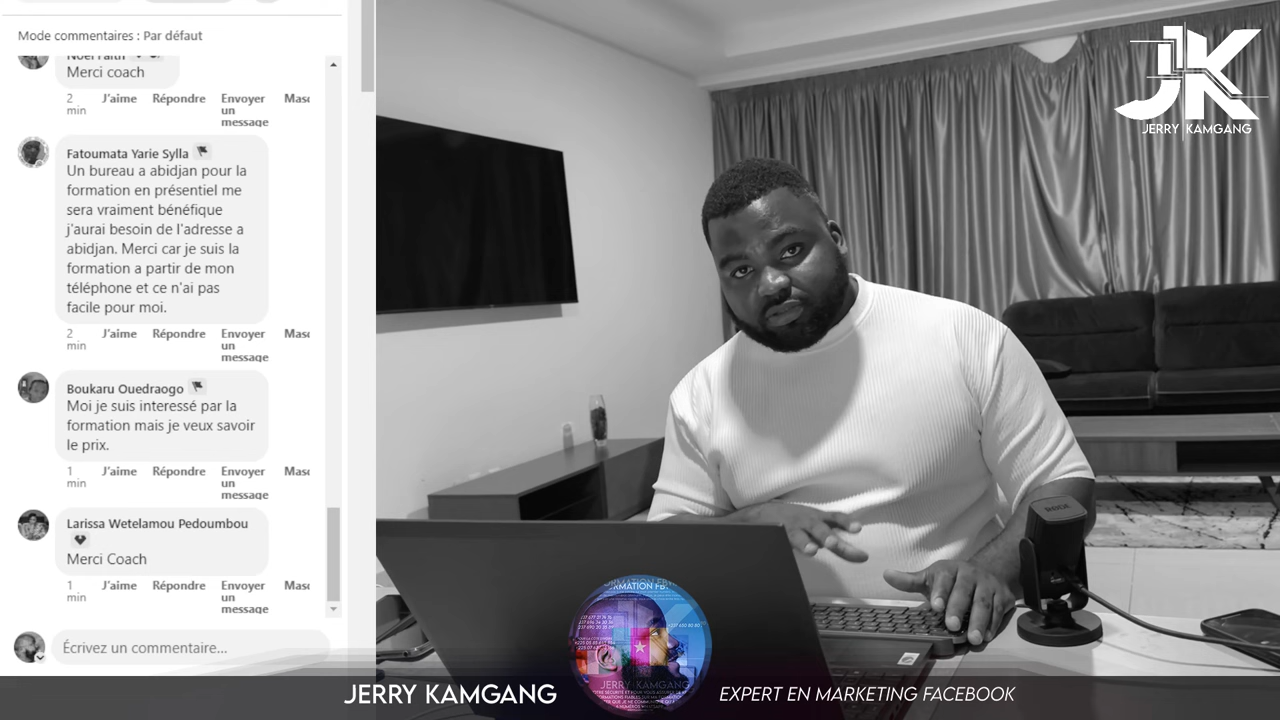 Mode commentaires : Par défaut
Merci coach
2 min
J'aime
Répondre
Envoyer un message
Fatoumata Yarie Sylla
Un bureau a abidjan pour la
formation en présentiel me
sera vraiment bénéfique
j'aurai besoin de l'adresse a
abidjan. Merci car je suis la
formation a partir de mon
téléphone et ce n'ai pas
facile pour moi.
2 min
J'aime
Répondre
Envoyer un message
Boukaru Ouedraogo
Moi je suis interessé par la
formation mais je veux savoir
le prix.
1 min
J'aime
Répondre
Envoyer un message
Larissa Wetelamou Pedoumbou
Merci Coach
1 min
J'aime
Répondre
Envoyer un message
Écrivez un commentaire...
JK
JERRY KAMGANG
RØDE
JERRY KAMGANG
JERRY KAMGANG
EXPERT EN MARKETING FACEBOOK